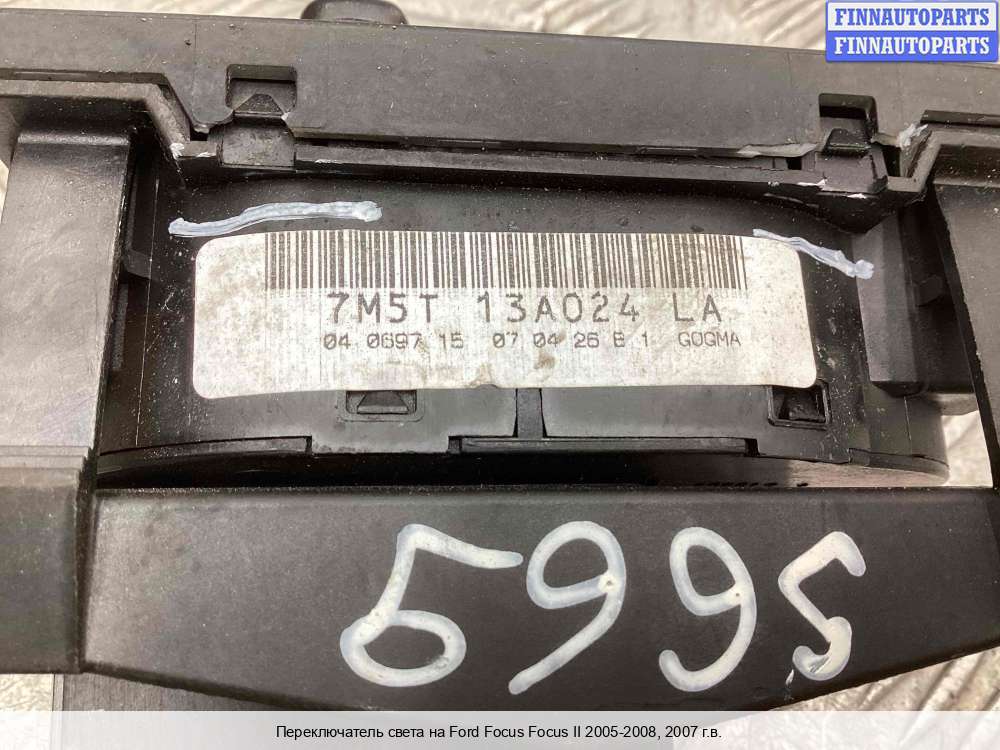 FINNAUTOPARTS
FINNAUTOPARTS
7M5T 13A024 LA
04 0697 15 07 04 26 B 1 GOGMA
5995
Переключатель света на Ford Focus Focus II 2005-2008, 2007 г.в.